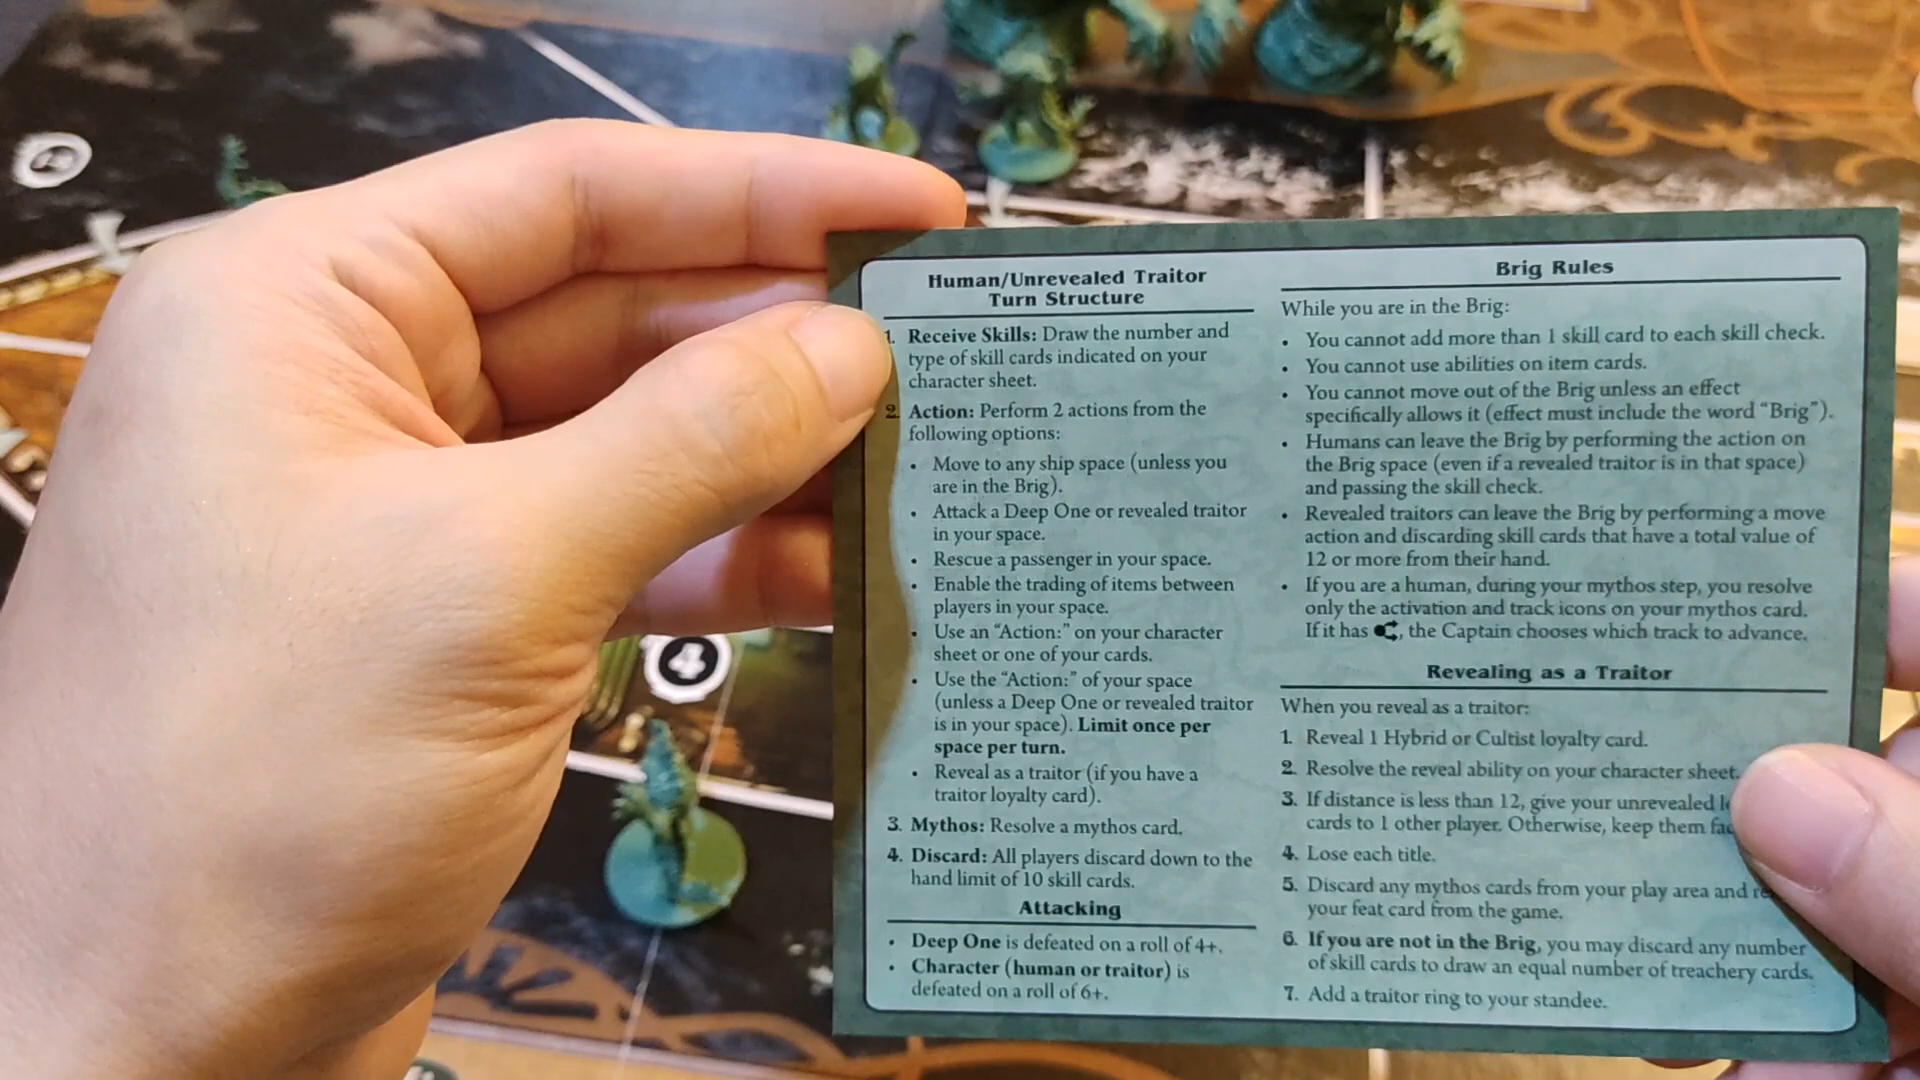 Human/Unrevealed Traitor
Turn Structure
1. Receive Skills: Draw the number and
type of skill cards indicated on your
character sheet.
2. Action: Perform 2 actions from the
following options:
• Move to any ship space (unless you
are in the Brig).
• Attack a Deep One or revealed traitor
in your space.
• Rescue a passenger in your space.
• Enable the trading of items between
players in your space.
• Use an “Action:” on your character
sheet or one of your cards.
• Use the “Action:” of your space
(unless a Deep One or revealed traitor
is in your space). Limit once per
space per turn.
• Reveal as a traitor (if you have a
traitor loyalty card).
3. Mythos: Resolve a mythos card.
4. Discard: All players discard down to the
hand limit of 10 skill cards.
Attacking
• Deep One is defeated on a roll of 4+.
• Character (human or traitor) is
defeated on a roll of 6+.
Brig Rules
While you are in the Brig:
• You cannot add more than 1 skill card to each skill check.
• You cannot use abilities on item cards.
• You cannot move out of the Brig unless an effect
specifically allows it (effect must include the word “Brig”).
• Humans can leave the Brig by performing the action on
the Brig space (even if a revealed traitor is in that space)
and passing the skill check.
• Revealed traitors can leave the Brig by performing a move
action and discarding skill cards that have a total value of
12 or more from their hand.
• If you are a human, during your mythos step, you resolve
only the activation and track icons on your mythos card.
If it has , the Captain chooses which track to advance.
Revealing as a Traitor
When you reveal as a traitor:
1. Reveal 1 Hybrid or Cultist loyalty card.
2. Resolve the reveal ability on your character sheet.
3. If distance is less than 12, give your unrevealed
cards to 1 other player. Otherwise, keep them
4. Lose each title.
5. Discard any mythos cards from your play area and
your feat card from the game.
6. If you are not in the Brig, you may discard any number
of skill cards to draw an equal number of treachery cards.
7. Add a traitor ring to your standee.
4